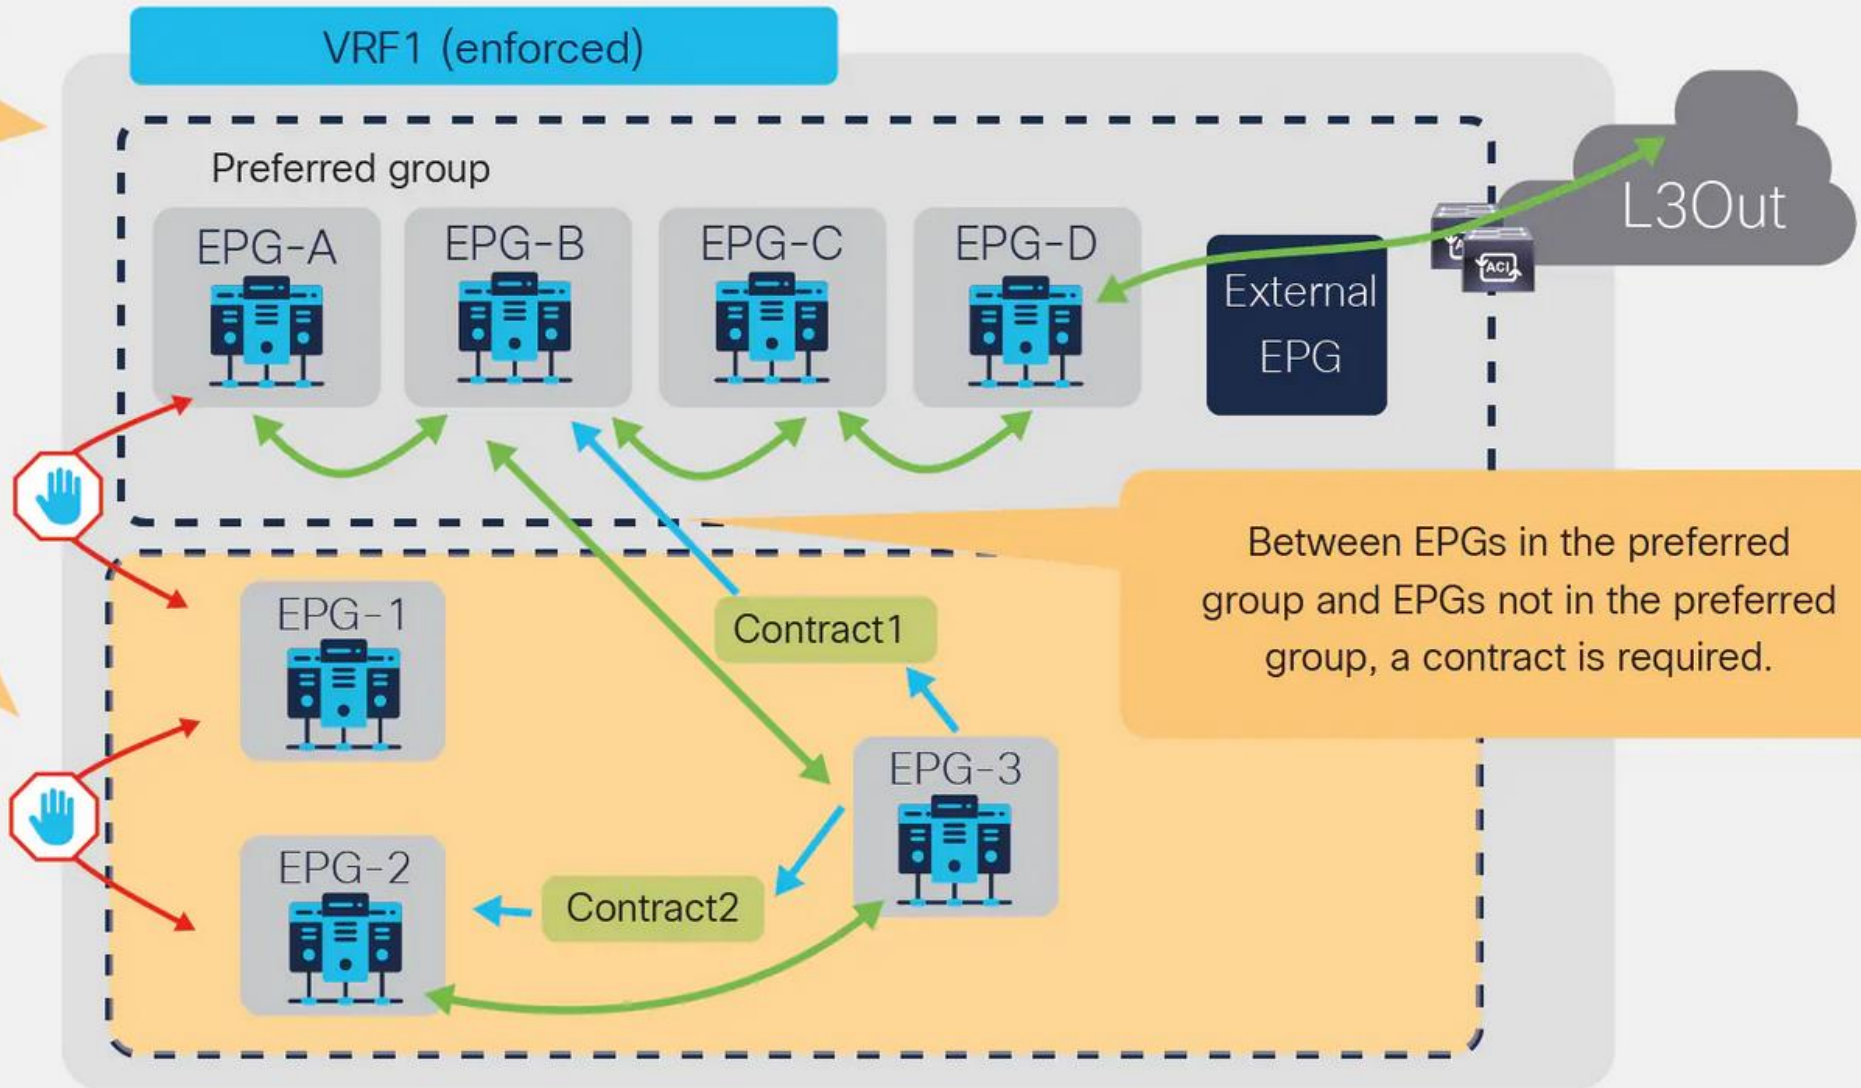 VRF1 (enforced)
Preferred group
EPG-A
EPG-B
EPG-C
EPG-D
External
EPG
L3Out
ACI
EPG-1
Contract1
Between EPGs in the preferred
group and EPGs not in the preferred
group, a contract is required.
EPG-3
EPG-2
Contract2